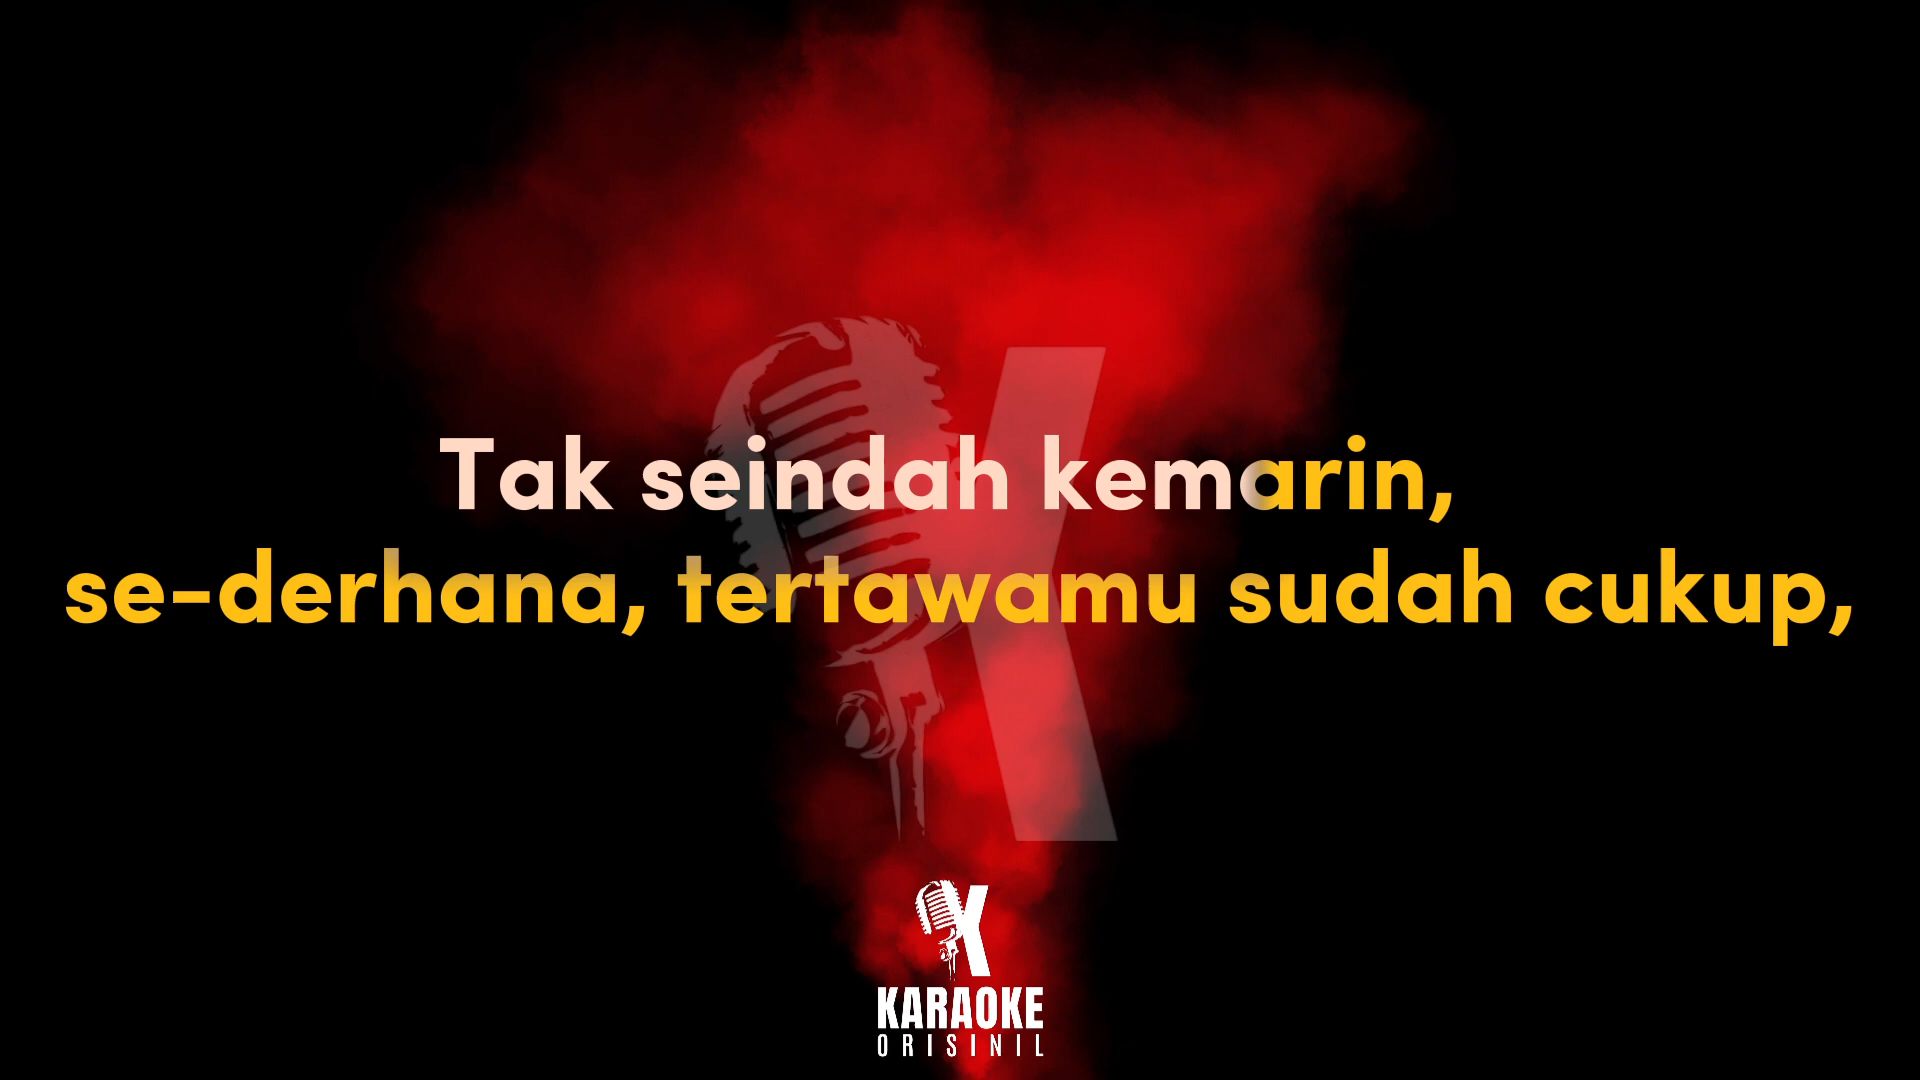 Tak seindah kemarin,
se-derhana, tertawamu sudah cukup,
KARAOKE
ORISINIL